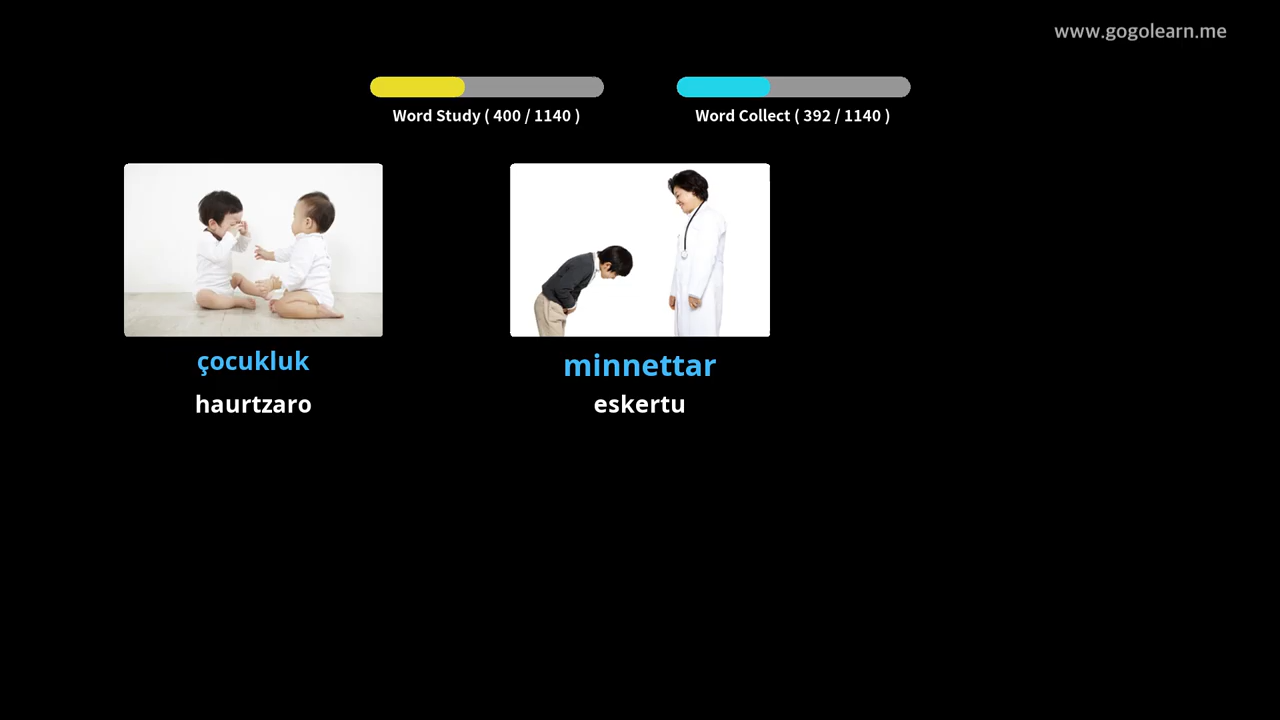 www.gogolearn.me
Word Study ( 400 / 1140 )
Word Collect ( 392 / 1140 )
çocukluk
haurtzaro
minnettar
eskertu